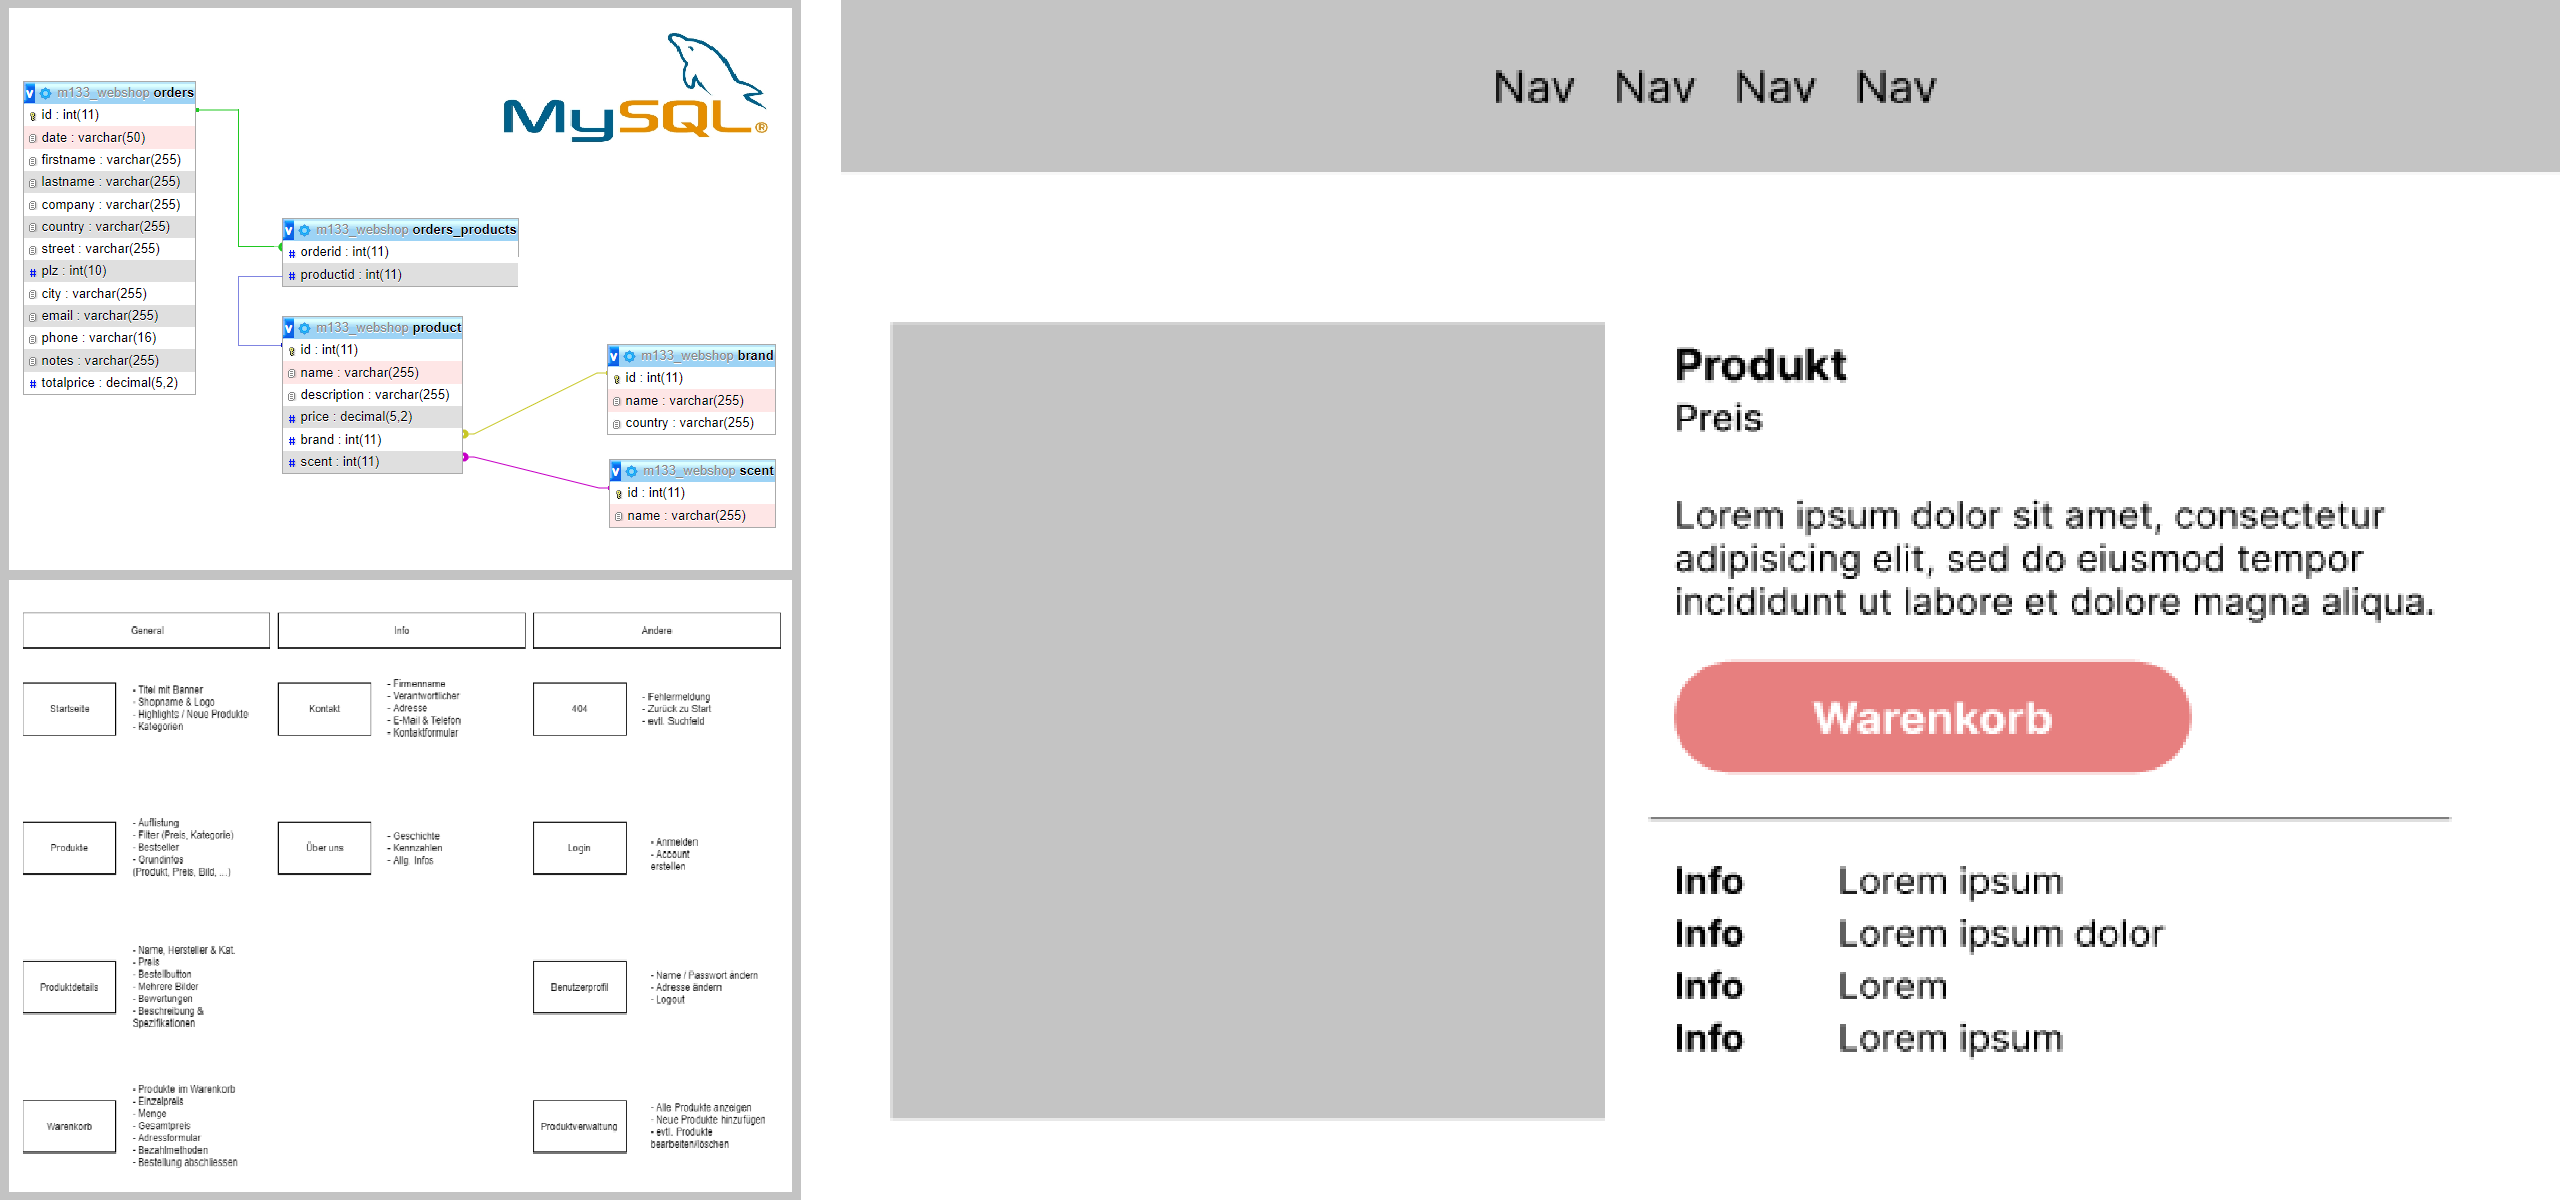 MySQL®
m133_webshop orders
id : int(11)
date : varchar(50)
firstname : varchar(255)
lastname : varchar(255)
company : varchar(255)
country : varchar(255)
street : varchar(255)
plz : int(10)
city : varchar(255)
email : varchar(255)
phone : varchar(16)
notes : varchar(255)
totalprice : decimal(5,2)
m133_webshop orders_products
orderid : int(11)
productid : int(11)
m133_webshop product
id : int(11)
name : varchar(255)
description : varchar(255)
price : decimal(5,2)
brand : int(11)
scent : int(11)
m133_webshop brand
id : int(11)
name : varchar(255)
country : varchar(255)
m133_webshop scent
id : int(11)
name : varchar(255)
General
Startseite
- Titel mit Banner
- Shopname & Logo
- Highlights / Neue Produkte
- Kategorien
Produkte
- Auflistung
- Filter (Preis, Kategorie)
- Bestseller
- Grundinfos
(Produkt, Preis, Bild, ...)
Produktdetails
- Name, Hersteller & Kat.
- Preis
- Bestellbutton
- Mehrere Bilder
- Bewertungen
- Beschreibung &
Spezifikationen
Warenkorb
- Produkte im Warenkorb
- Einzelpreis
- Menge
- Gesamtpreis
- Adressformular
- Bezahlmethoden
- Bestellung abschliessen
Info
Kontakt
- Firmenname
- Verantwortlicher
- Adresse
- E-Mail & Telefon
- Kontaktformular
Über uns
- Geschichte
- Kennzahlen
- Allg. Infos
Andere
404
- Fehlermeldung
- Zurück zu Start
- evtl. Suchfeld
Login
- Anmelden
- Account
erstellen
Benutzerprofil
- Name / Passwort ändern
- Adresse ändern
- Logout
Produktverwaltung
- Alle Produkte anzeigen
- Neue Produkte hinzufügen
- evtl. Produkte
bearbeiten/löschen
Nav Nav Nav Nav
Produkt
Preis
Lorem ipsum dolor sit amet, consectetur
adipisicing elit, sed do eiusmod tempor
incididunt ut labore et dolore magna aliqua.
Warenkorb
Info Lorem ipsum
Info Lorem ipsum dolor
Info Lorem
Info Lorem ipsum